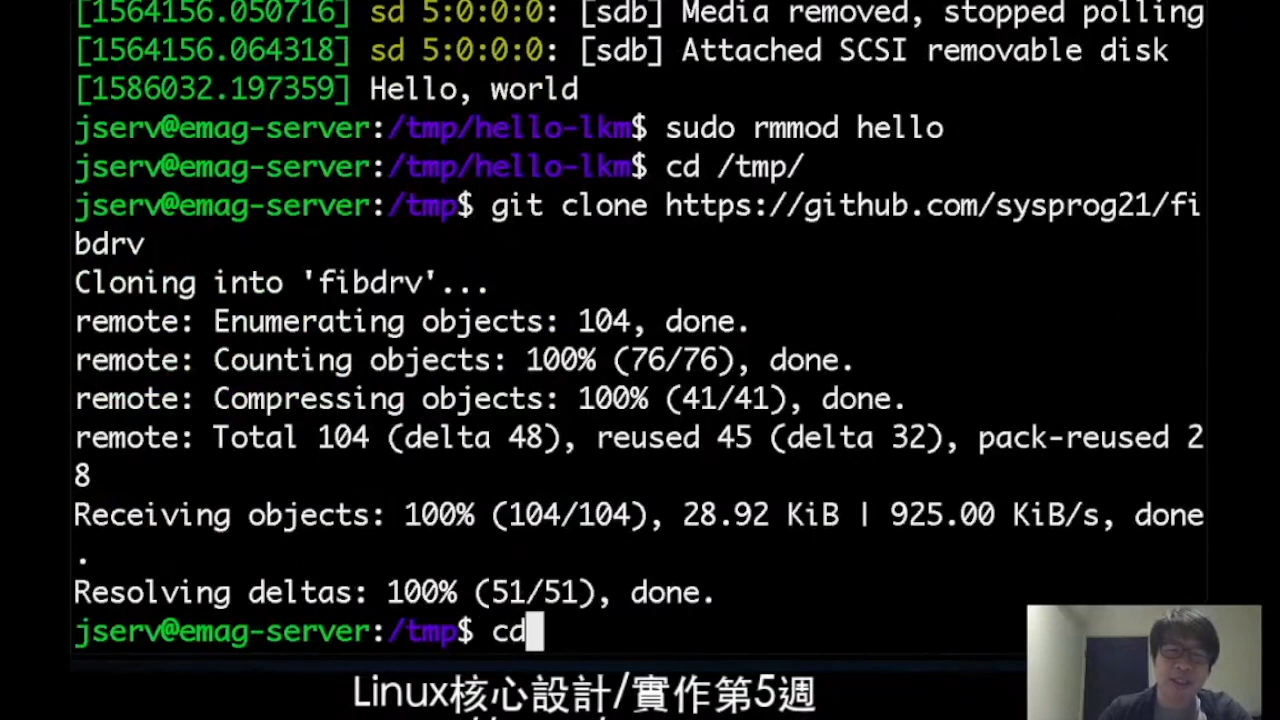 [1564156.050716] sd 5:0:0:0: [sdb] Media removed, stopped polling
[1564156.064318] sd 5:0:0:0: [sdb] Attached SCSI removable disk
[1586032.197359] Hello, world
jserv@emag-server:/tmp/hello-lkm$ sudo rmmod hello
jserv@emag-server:/tmp/hello-lkm$ cd /tmp/
jserv@emag-server:/tmp$ git clone https://github.com/sysprog21/fi
bdrv
Cloning into 'fibdrv'...
remote: Enumerating objects: 104, done.
remote: Counting objects: 100% (76/76), done.
remote: Compressing objects: 100% (41/41), done.
remote: Total 104 (delta 48), reused 45 (delta 32), pack-reused 2
8
Receiving objects: 100% (104/104), 28.92 KiB | 925.00 KiB/s, done
.
Resolving deltas: 100% (51/51), done.
jserv@emag-server:/tmp$ cd
Linux核心設計/實作第5週